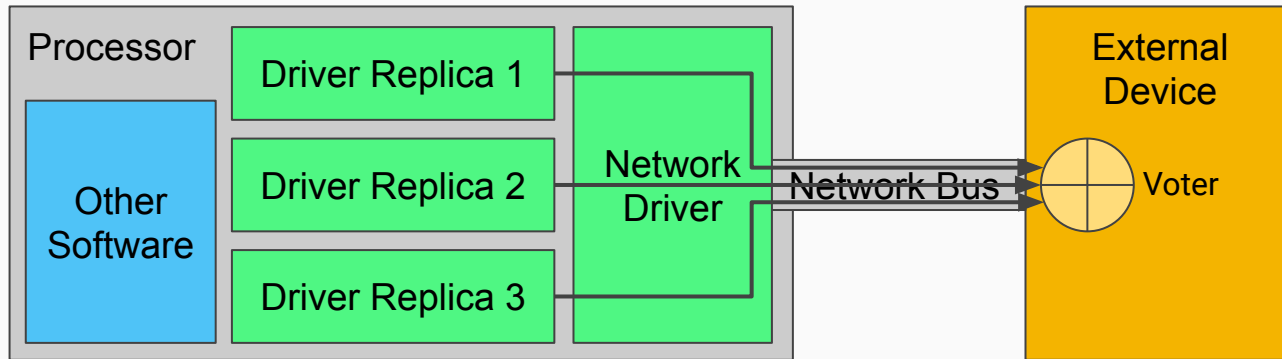 Processor
Other
Software
Driver Replica 1
Driver Replica 2
Driver Replica 3
Network
Driver
Network Bus
External
Device
Voter